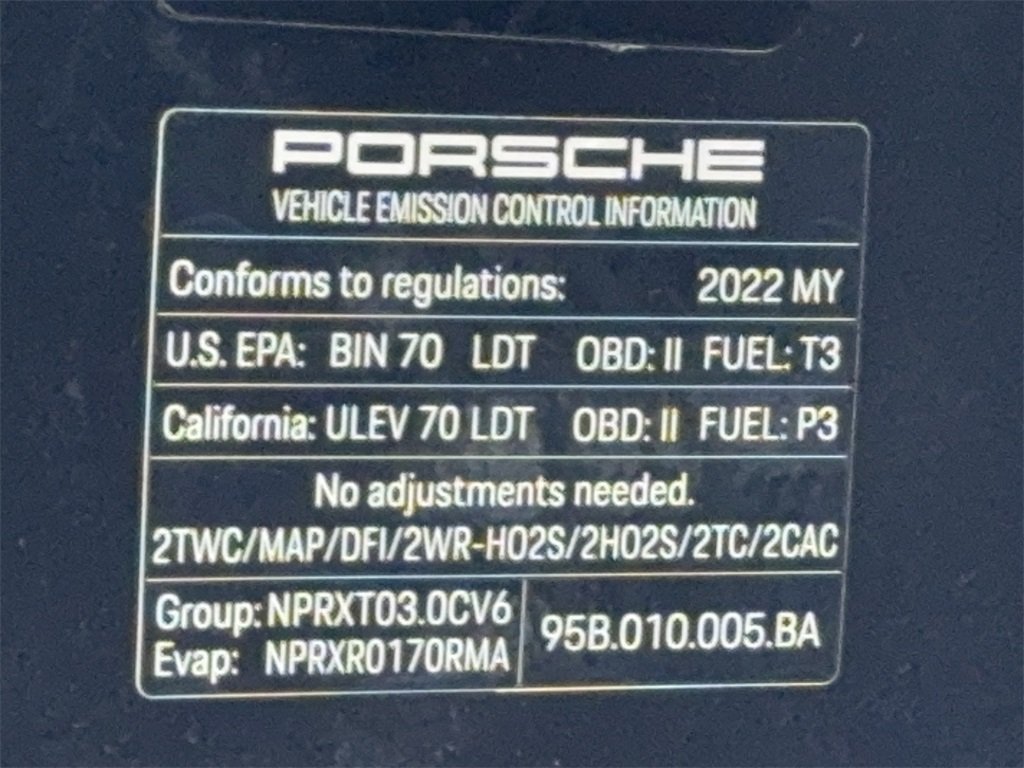 PORSCHE
VEHICLE EMISSION CONTROL INFORMATION
Conforms to regulations: 2022 MY
U.S. EPA: BIN 70 LDT OBD: II FUEL: T3
California: ULEV 70 LDT OBD: II FUEL: P3
No adjustments needed.
2TWC/MAP/DFI/2WR-HO2S/2HO2S/2TC/2CAC
Group: NPRXT03.0CV6
Evap: NPRXR0170RMA
95B.010.005.BA